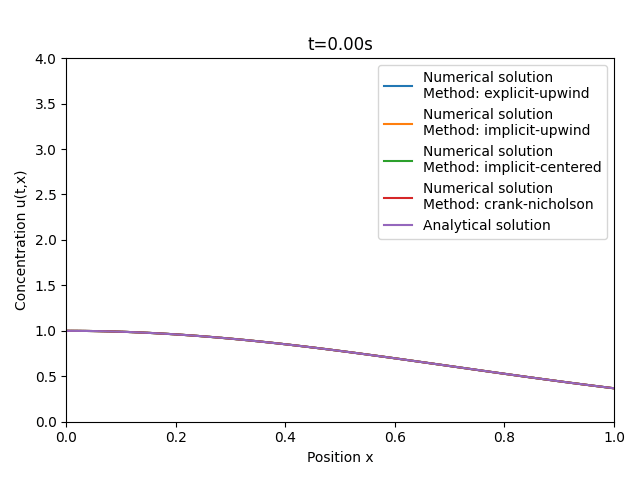 t=0.00s
4.0
3.5
3.0
2.5
2.0
1.5
1.0
0.5
0.0
Concentration u(t,x)
Numerical solution
Method: explicit-upwind
Numerical solution
Method: implicit-upwind
Numerical solution
Method: implicit-centered
Numerical solution
Method: crank-nicholson
Analytical solution
0.0 0.2 0.4 0.6 0.8 1.0
Position x